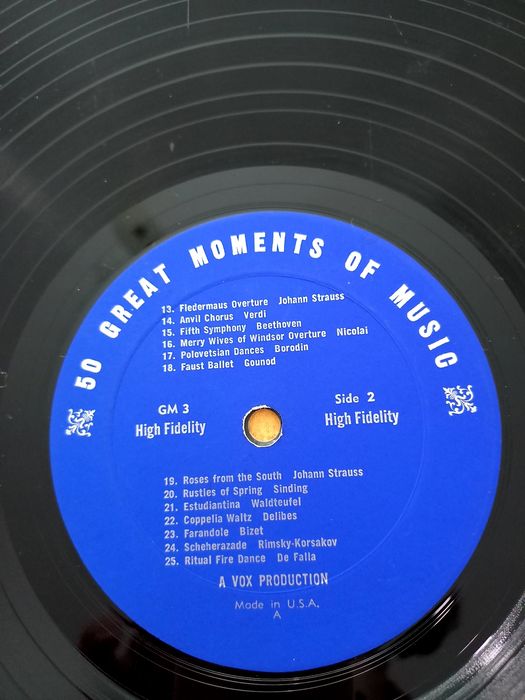 50 GREAT MOMENTS OF MUSIC
13. Fledermaus Overture Johann Strauss
14. Anvil Chorus Verdi
15. Fifth Symphony Beethoven
16. Merry Wives of Windsor Overture Nicolai
17. Polovetsian Dances Borodin
18. Faust Ballet Gounod
GM 3
High Fidelity
Side 2
High Fidelity
19. Roses from the South Johann Strauss
20. Rustles of Spring Sinding
21. Estudiantina Waldteufel
22. Coppelia Waltz Delibes
23. Farandole Bizet
24. Scheherazade Rimsky-Korsakov
25. Ritual Fire Dance De Falla
A VOX PRODUCTION
Made in U.S.A.
A